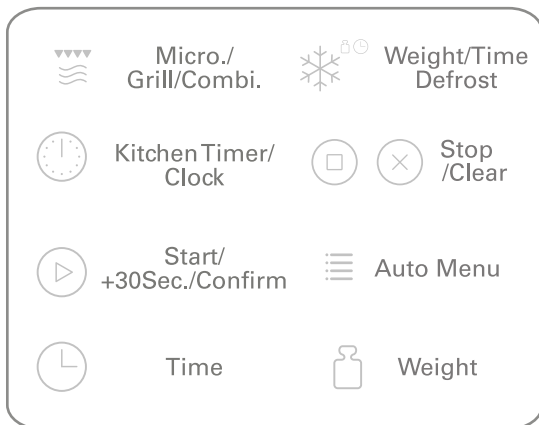 Micro./
Grill/Combi.
Weight/Time
Defrost
Kitchen Timer/
Clock
Stop
/Clear
Start/
+30Sec./Confirm
Auto Menu
Time
Weight